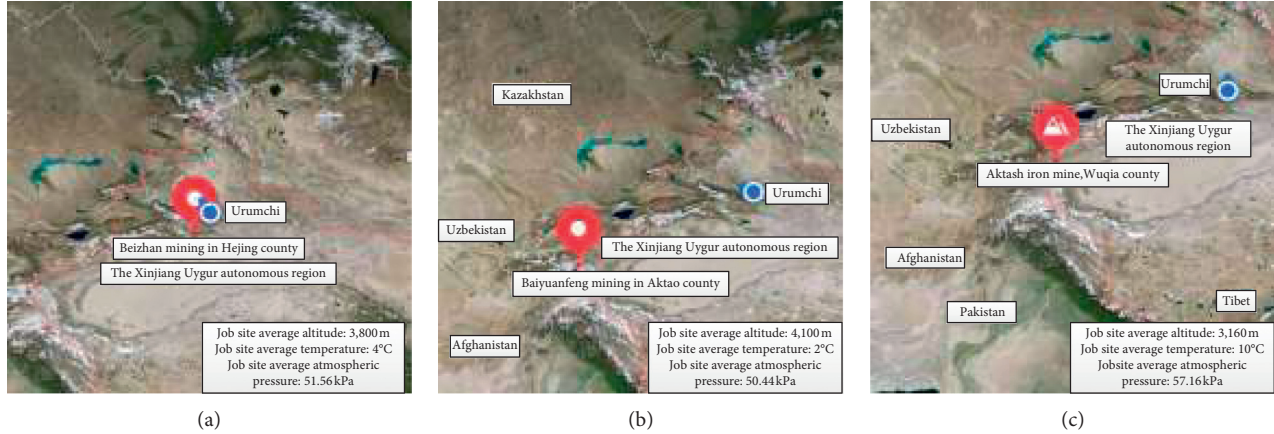 Urumchi
Beizhan mining in Hejing county
The Xinjiang Uygur autonomous region
Job site average altitude: 3,800 m
Job site average temperature: 4°C
Job site average atmospheric
pressure: 51.56 kPa
(a)
Kazakhstan
Urumchi
Uzbekistan
The Xinjiang Uygur autonomous region
Baiyuanfeng mining in Aktao county
Afghanistan
Job site average altitude: 4,100 m
Job site average temperature: 2°C
Job site average atmospheric
pressure: 50.44 kPa
(b)
Urumchi
Uzbekistan
The Xinjiang Uygur
autonomous region
Aktash iron mine,Wuqia county
Afghanistan
Pakistan
Tibet
Job site average altitude: 3,160 m
Job site average temperature: 10°C
Jobsite average atmospheric
pressure: 57.16 kPa
(c)